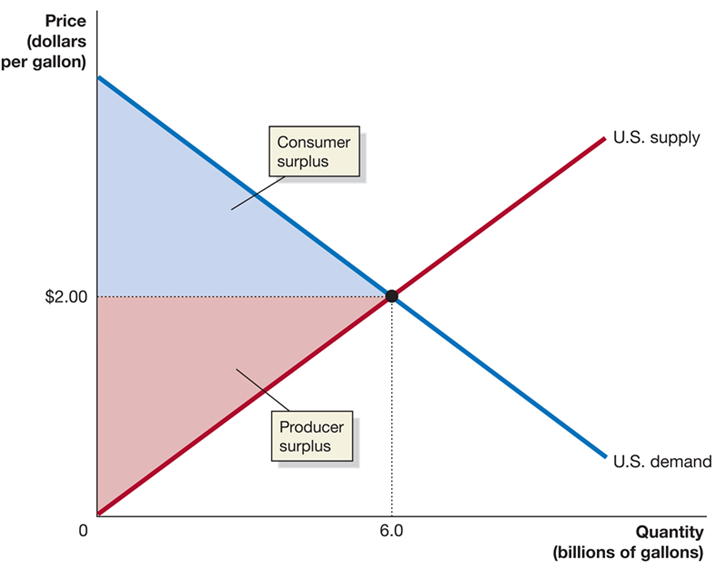 Price
(dollars
per gallon)
Consumer
surplus
U.S. supply
$2.00
Producer
surplus
U.S. demand
0
6.0
Quantity
(billions of gallons)